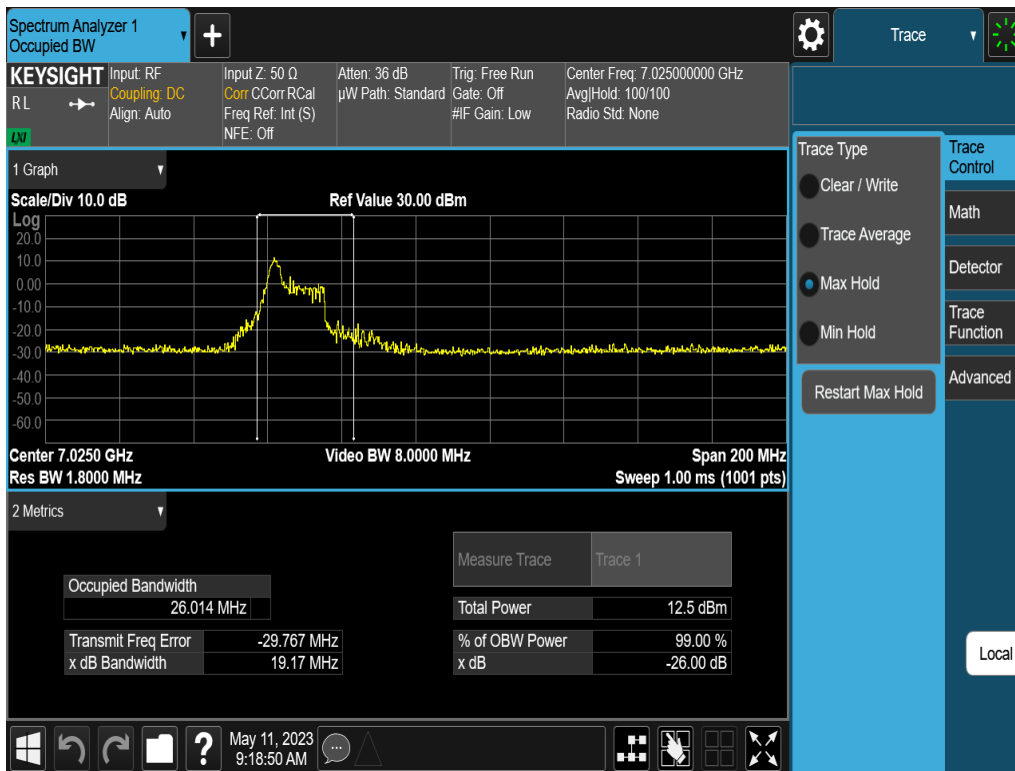 Spectrum Analyzer 1
Occupied BW
+
Trace
KEYSIGHT
RL
LXI
Input: RF
Coupling: DC
Align: Auto
Input Z: 50 Ω
Corr CCorr RCal
Freq Ref: Int (S)
NFE: Off
Atten: 36 dB
µW Path: Standard
Trig: Free Run
Gate: Off
#IF Gain: Low
Center Freq: 7.025000000 GHz
Avg|Hold: 100/100
Radio Std: None
1 Graph
Scale/Div 10.0 dB
Ref Value 30.00 dBm
Log
20.0
10.0
0.00
-10.0
-20.0
-30.0
-40.0
-50.0
-60.0
Center 7.0250 GHz
Video BW 8.0000 MHz
Span 200 MHz
Res BW 1.8000 MHz
Sweep 1.00 ms (1001 pts)
2 Metrics
Measure Trace
Trace 1
Occupied Bandwidth
26.014 MHz
Total Power
12.5 dBm
Transmit Freq Error
-29.767 MHz
% of OBW Power
99.00 %
x dB Bandwidth
19.17 MHz
x dB
-26.00 dB
Trace Type
Clear / Write
Trace Average
Max Hold
Min Hold
Restart Max Hold
Trace
Control
Math
Detector
Trace
Function
Advanced
Local
?
May 11, 2023
9:18:50 AM